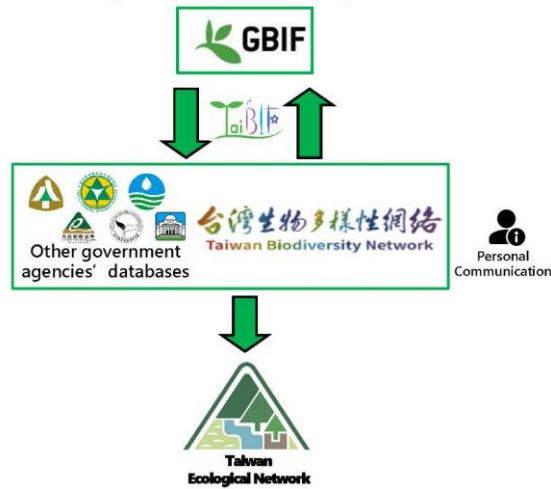 GBIF
TaiBIF
台灣生物多樣性網絡
Taiwan Biodiversity Network
Other government
agencies' databases
Personal
Communication
Taiwan
Ecological Network